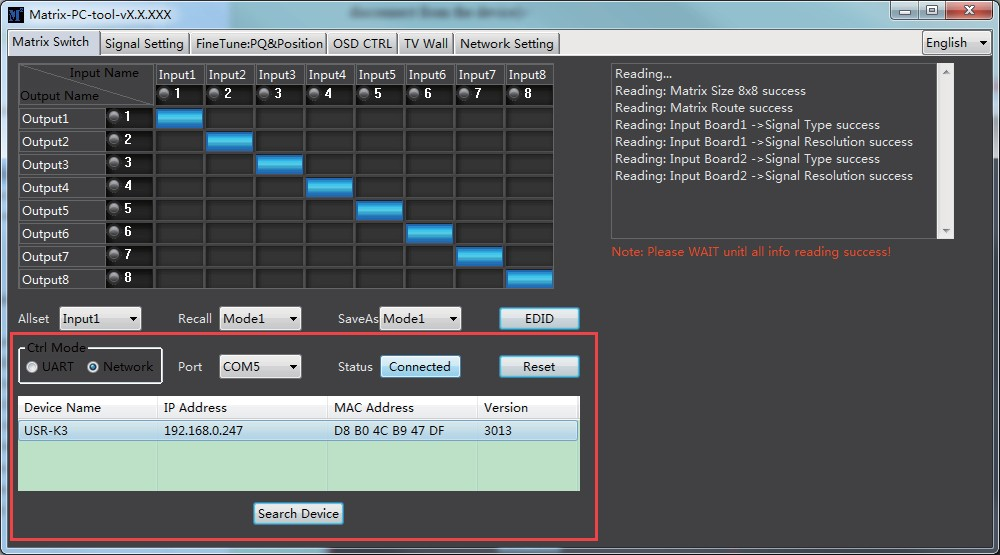 disconnect from the device:
Matrix-PC-tool-vX.X.XXX
Matrix Switch Signal Setting FineTune:PQ&Position OSD CTRL TV Wall Network Setting English
Input Name Input1 Input2 Input3 Input4 Input5 Input6 Input7 Input8
Output Name 1 2 3 4 5 6 7 8
Output1 1
Output2 2
Output3 3
Output4 4
Output5 5
Output6 6
Output7 7
Output8 8
Reading...
Reading: Matrix Size 8x8 success
Reading: Matrix Route success
Reading: Input Board1 ->Signal Type success
Reading: Input Board1 ->Signal Resolution success
Reading: Input Board2 ->Signal Type success
Reading: Input Board2 ->Signal Resolution success
Note: Please WAIT unitl all info reading success!
Allset Input1 Recall Mode1 SaveAs Mode1 EDID
Ctrl Mode
UART Network Port COM5 Status Connected Reset
Device Name IP Address MAC Address Version
USR-K3 192.168.0.247 D8 B0 4C B9 47 DF 3013
Search Device